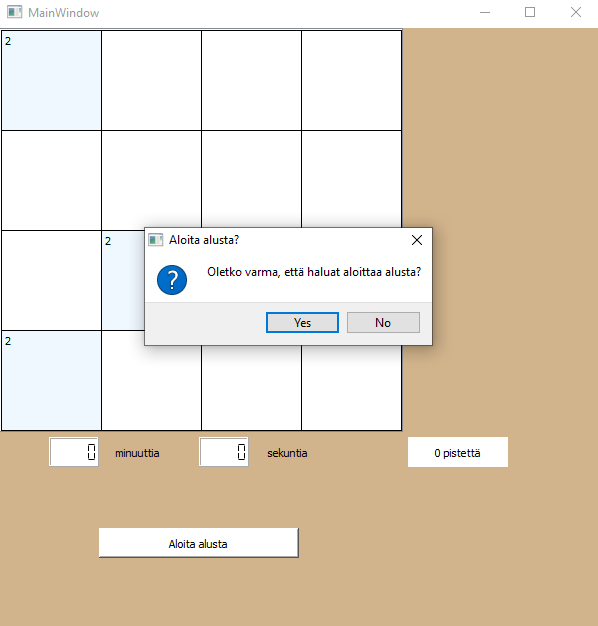 MainWindow
2
2
Aloita alusta?
Oletko varma, että haluat aloittaa alusta?
Yes
No
2
0
minuuttia
0
sekuntia
0 pistettä
Aloita alusta